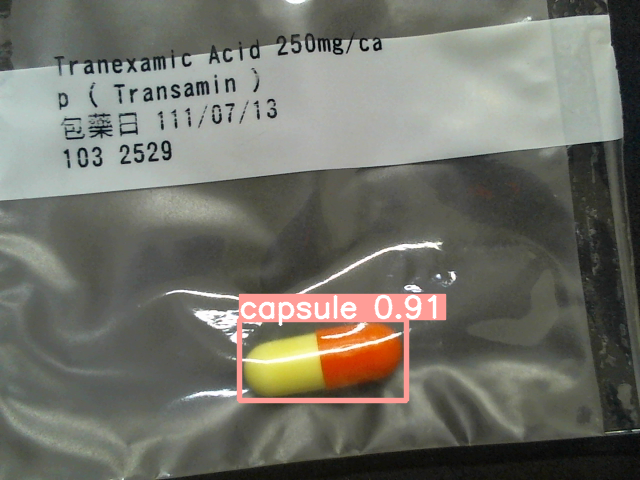 Tranexamic Acid 250mg/ca
p ( Transamin )
包藥日 111/07/13
103 2529
capsule 0.91